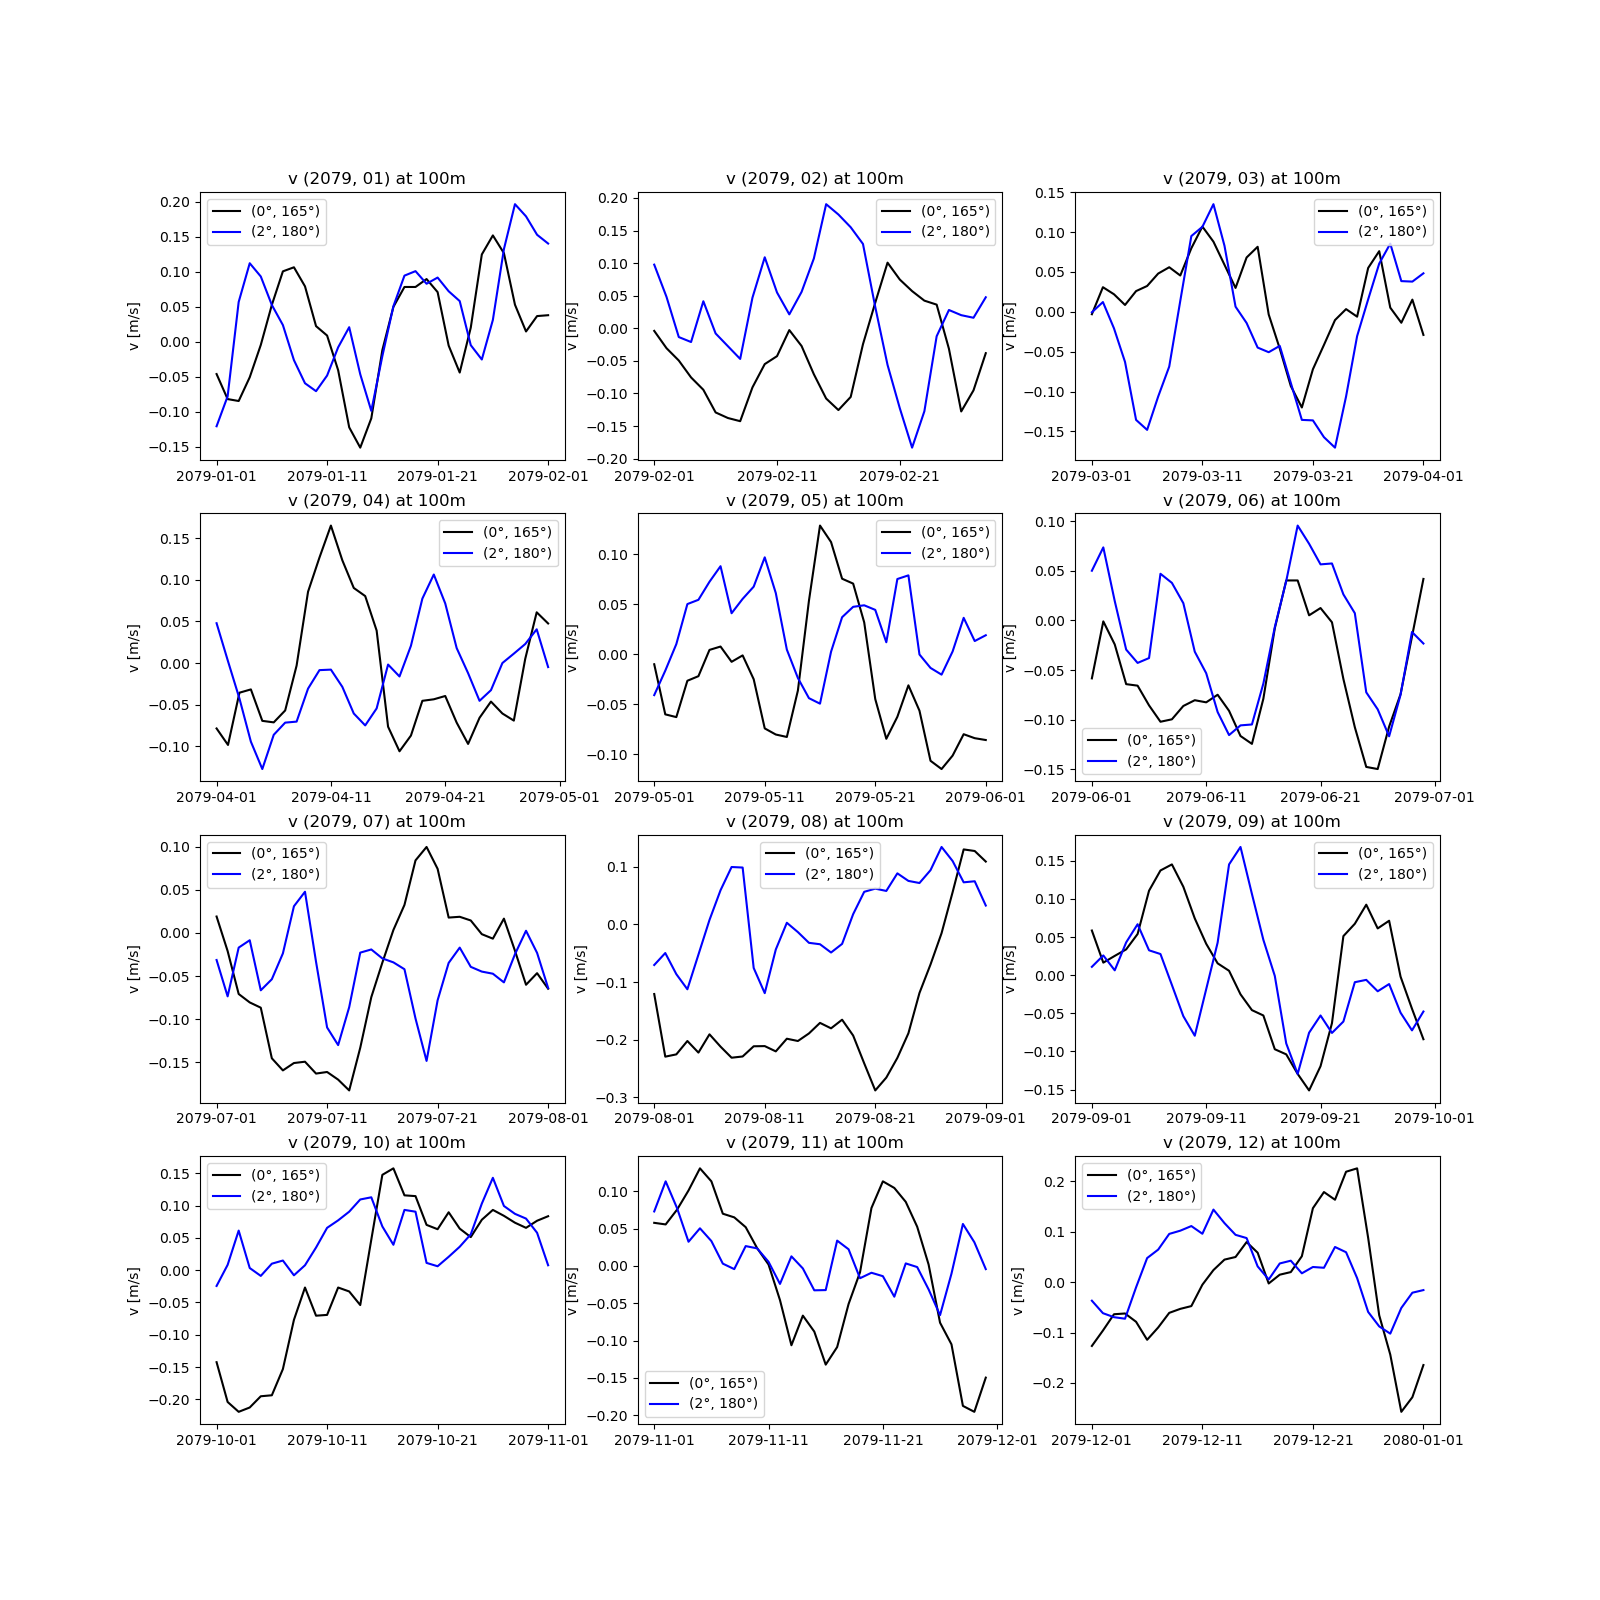 v (2079, 01) at 100m
v [m/s]
0.20
0.15
0.10
0.05
0.00
−0.05
−0.10
−0.15
(0°, 165°)
(2°, 180°)
2079-01-01 2079-01-11 2079-01-21 2079-02-01
v (2079, 02) at 100m
v [m/s]
0.20
0.15
0.10
0.05
0.00
−0.05
−0.10
−0.15
−0.20
(0°, 165°)
(2°, 180°)
2079-02-01 2079-02-11 2079-02-21
v (2079, 03) at 100m
v [m/s]
0.15
0.10
0.05
0.00
−0.05
−0.10
−0.15
(0°, 165°)
(2°, 180°)
2079-03-01 2079-03-11 2079-03-21 2079-04-01
v (2079, 04) at 100m
v [m/s]
0.15
0.10
0.05
0.00
−0.05
−0.10
(0°, 165°)
(2°, 180°)
2079-04-01 2079-04-11 2079-04-21 2079-05-01
v (2079, 05) at 100m
v [m/s]
0.10
0.05
0.00
−0.05
−0.10
(0°, 165°)
(2°, 180°)
2079-05-01 2079-05-11 2079-05-21 2079-06-01
v (2079, 06) at 100m
v [m/s]
0.10
0.05
0.00
−0.05
−0.10
−0.15
(0°, 165°)
(2°, 180°)
2079-06-01 2079-06-11 2079-06-21 2079-07-01
v (2079, 07) at 100m
v [m/s]
0.10
0.05
0.00
−0.05
−0.10
−0.15
(0°, 165°)
(2°, 180°)
2079-07-01 2079-07-11 2079-07-21 2079-08-01
v (2079, 08) at 100m
v [m/s]
0.1
0.0
−0.1
−0.2
−0.3
(0°, 165°)
(2°, 180°)
2079-08-01 2079-08-11 2079-08-21 2079-09-01
v (2079, 09) at 100m
v [m/s]
0.15
0.10
0.05
0.00
−0.05
−0.10
−0.15
(0°, 165°)
(2°, 180°)
2079-09-01 2079-09-11 2079-09-21 2079-10-01
v (2079, 10) at 100m
v [m/s]
0.15
0.10
0.05
0.00
−0.05
−0.10
−0.15
−0.20
(0°, 165°)
(2°, 180°)
2079-10-01 2079-10-11 2079-10-21 2079-11-01
v (2079, 11) at 100m
v [m/s]
0.10
0.05
0.00
−0.05
−0.10
−0.15
−0.20
(0°, 165°)
(2°, 180°)
2079-11-01 2079-11-11 2079-11-21 2079-12-01
v (2079, 12) at 100m
v [m/s]
0.2
0.1
0.0
−0.1
−0.2
(0°, 165°)
(2°, 180°)
2079-12-01 2079-12-11 2079-12-21 2080-01-01